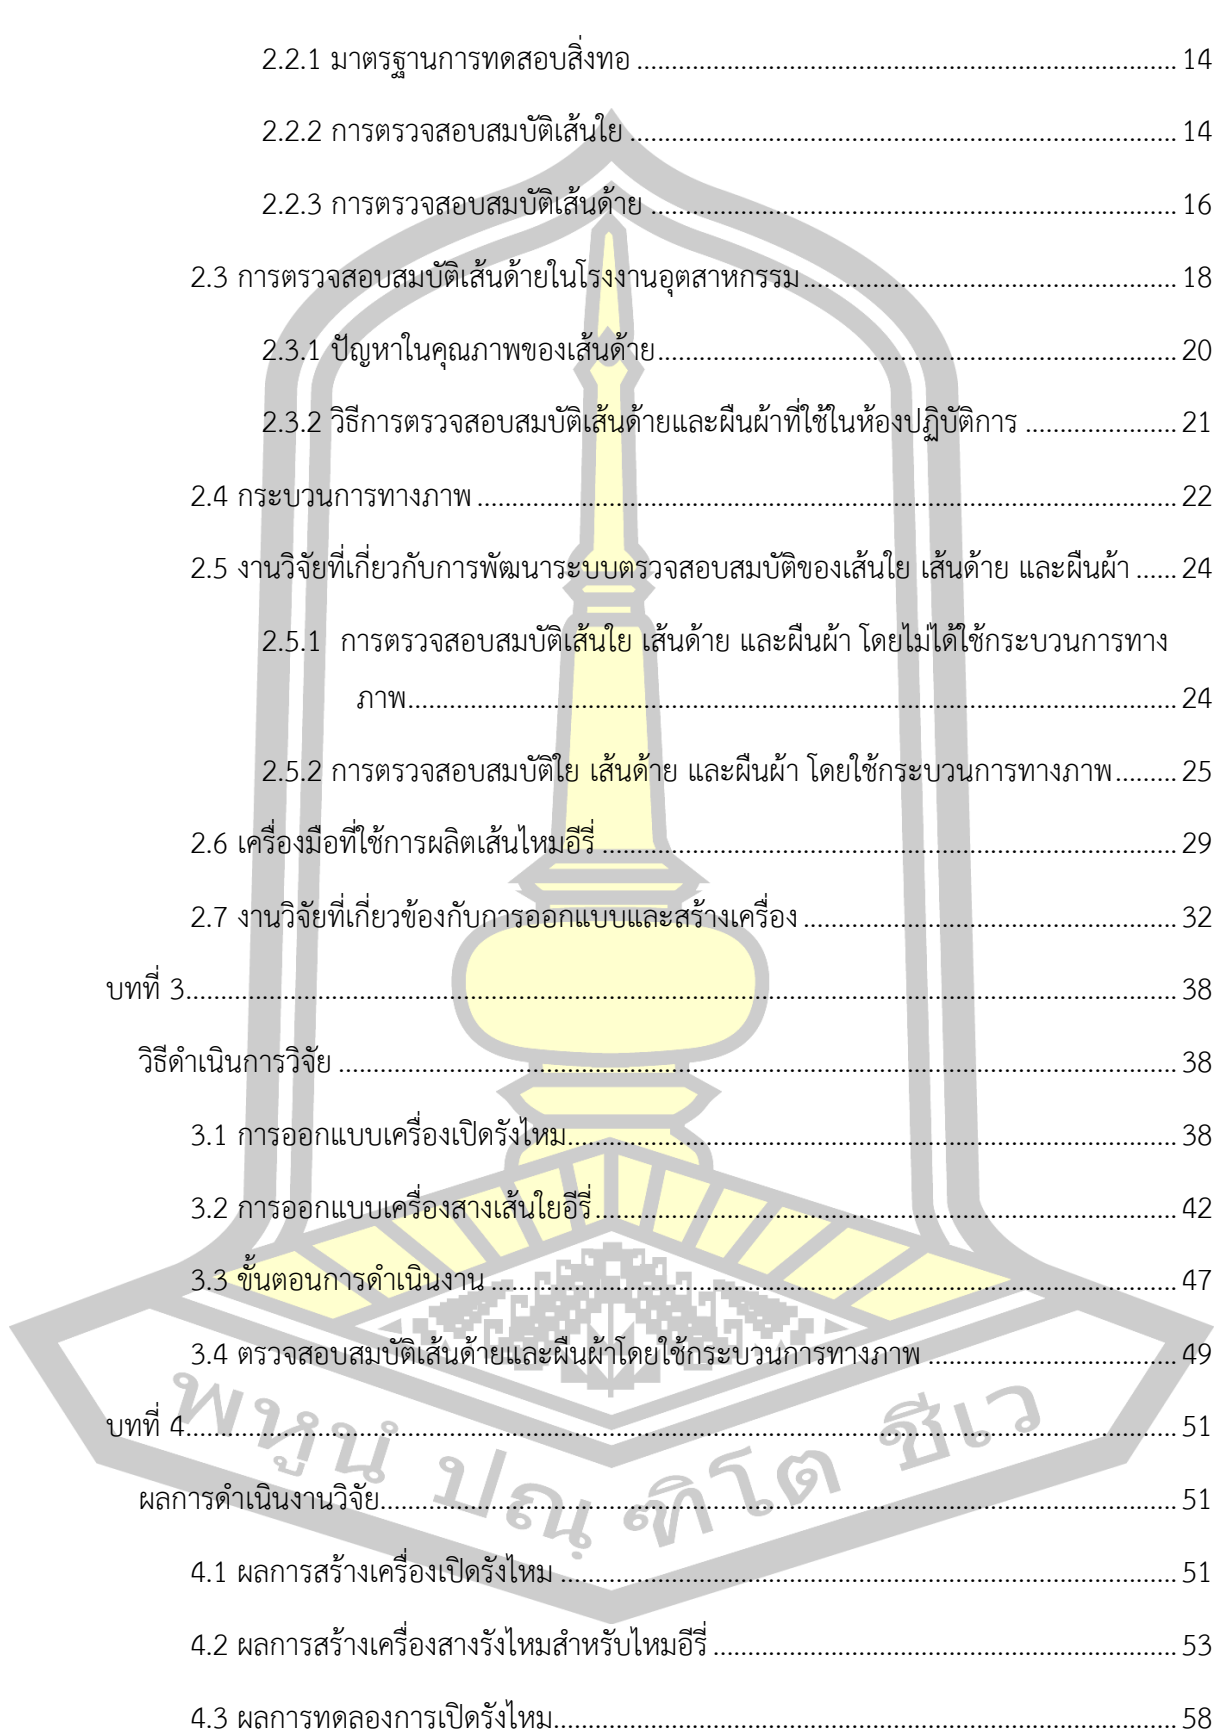 2.2.1 มาตรฐานการทดสอบสิ่งทอ ............................................................................. 14
2.2.2 การตรวจสอบสมบัติเส้นใย .............................................................................. 14
2.2.3 การตรวจสอบสมบัติเส้นด้าย ........................................................................... 16
2.3 การตรวจสอบสมบัติเส้นด้ายในโรงงานอุตสาหกรรม ..................................................... 18
2.3.1 ปัญหาในคุณภาพของเส้นด้าย .......................................................................... 20
2.3.2 วิธีการตรวจสอบสมบัติเส้นด้ายและผืนผ้าที่ใช้ในห้องปฏิบัติการ ...................... 21
2.4 กระบวนการทางภาพ .................................................................................................... 22
2.5 งานวิจัยที่เกี่ยวกับการพัฒนาระบบตรวจสอบสมบัติของเส้นใย เส้นด้าย และผืนผ้า ...... 24
2.5.1 การตรวจสอบสมบัติเส้นใย เส้นด้าย และผืนผ้า โดยไม่ได้ใช้กระบวนการทาง
ภาพ.............................................................................................................. 24
2.5.2 การตรวจสอบสมบัติใย เส้นด้าย และผืนผ้า โดยใช้กระบวนการทางภาพ ......... 25
2.6 เครื่องมือที่ใช้การผลิตเส้นไหมอีรี่ .................................................................................. 29
2.7 งานวิจัยที่เกี่ยวข้องกับการออกแบบและสร้างเครื่อง ..................................................... 32
บทที่ 3............................................................................................................................................. 38
วิธีดำเนินการวิจัย ........................................................................................................................ 38
3.1 การออกแบบเครื่องเปิดรังไหม....................................................................................... 38
3.2 การออกแบบเครื่องสางเส้นใยอีรี่ ................................................................................... 42
3.3 ขั้นตอนการดำเนินงาน .................................................................................................. 47
3.4 ตรวจสอบสมบัติเส้นด้ายและผืนผ้าโดยใช้กระบวนการทางภาพ ................................... 49
บทที่ 4............................................................................................................................................. 51
ผลการดำเนินงานวิจัย.................................................................................................................. 51
4.1 ผลการสร้างเครื่องเปิดรังไหม ........................................................................................ 51
4.2 ผลการสร้างเครื่องสางรังไหมสำหรับไหมอีรี่ .................................................................. 53
4.3 ผลการทดลองการเปิดรังไหม......................................................................................... 58
พหูนํ ปณฺฑิโต ชีเว